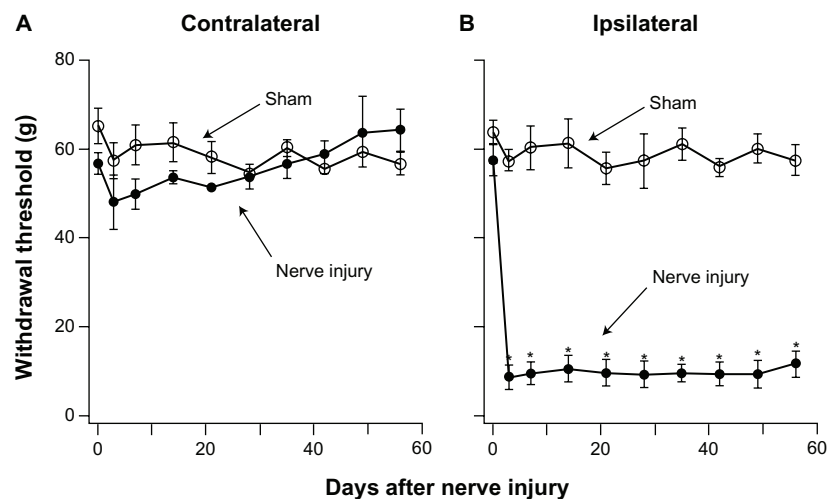 A Contralateral
B Ipsilateral
Withdrawal threshold (g)
80
60
40
20
0
Sham
Nerve injury
0 20 40 60
Sham
Nerve injury
* * * * * * * * *
0 20 40 60
Days after nerve injury